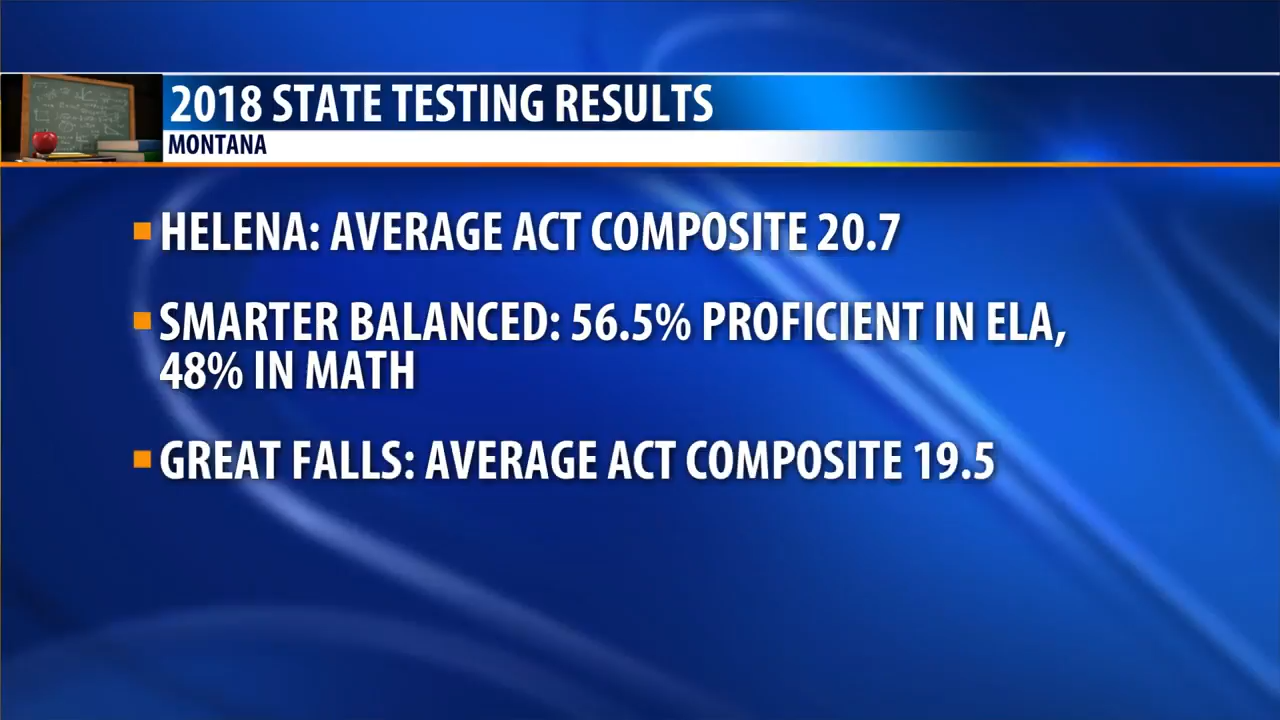 2018 STATE TESTING RESULTS
MONTANA
HELENA: AVERAGE ACT COMPOSITE 20.7
SMARTER BALANCED: 56.5% PROFICIENT IN ELA,
48% IN MATH
GREAT FALLS: AVERAGE ACT COMPOSITE 19.5